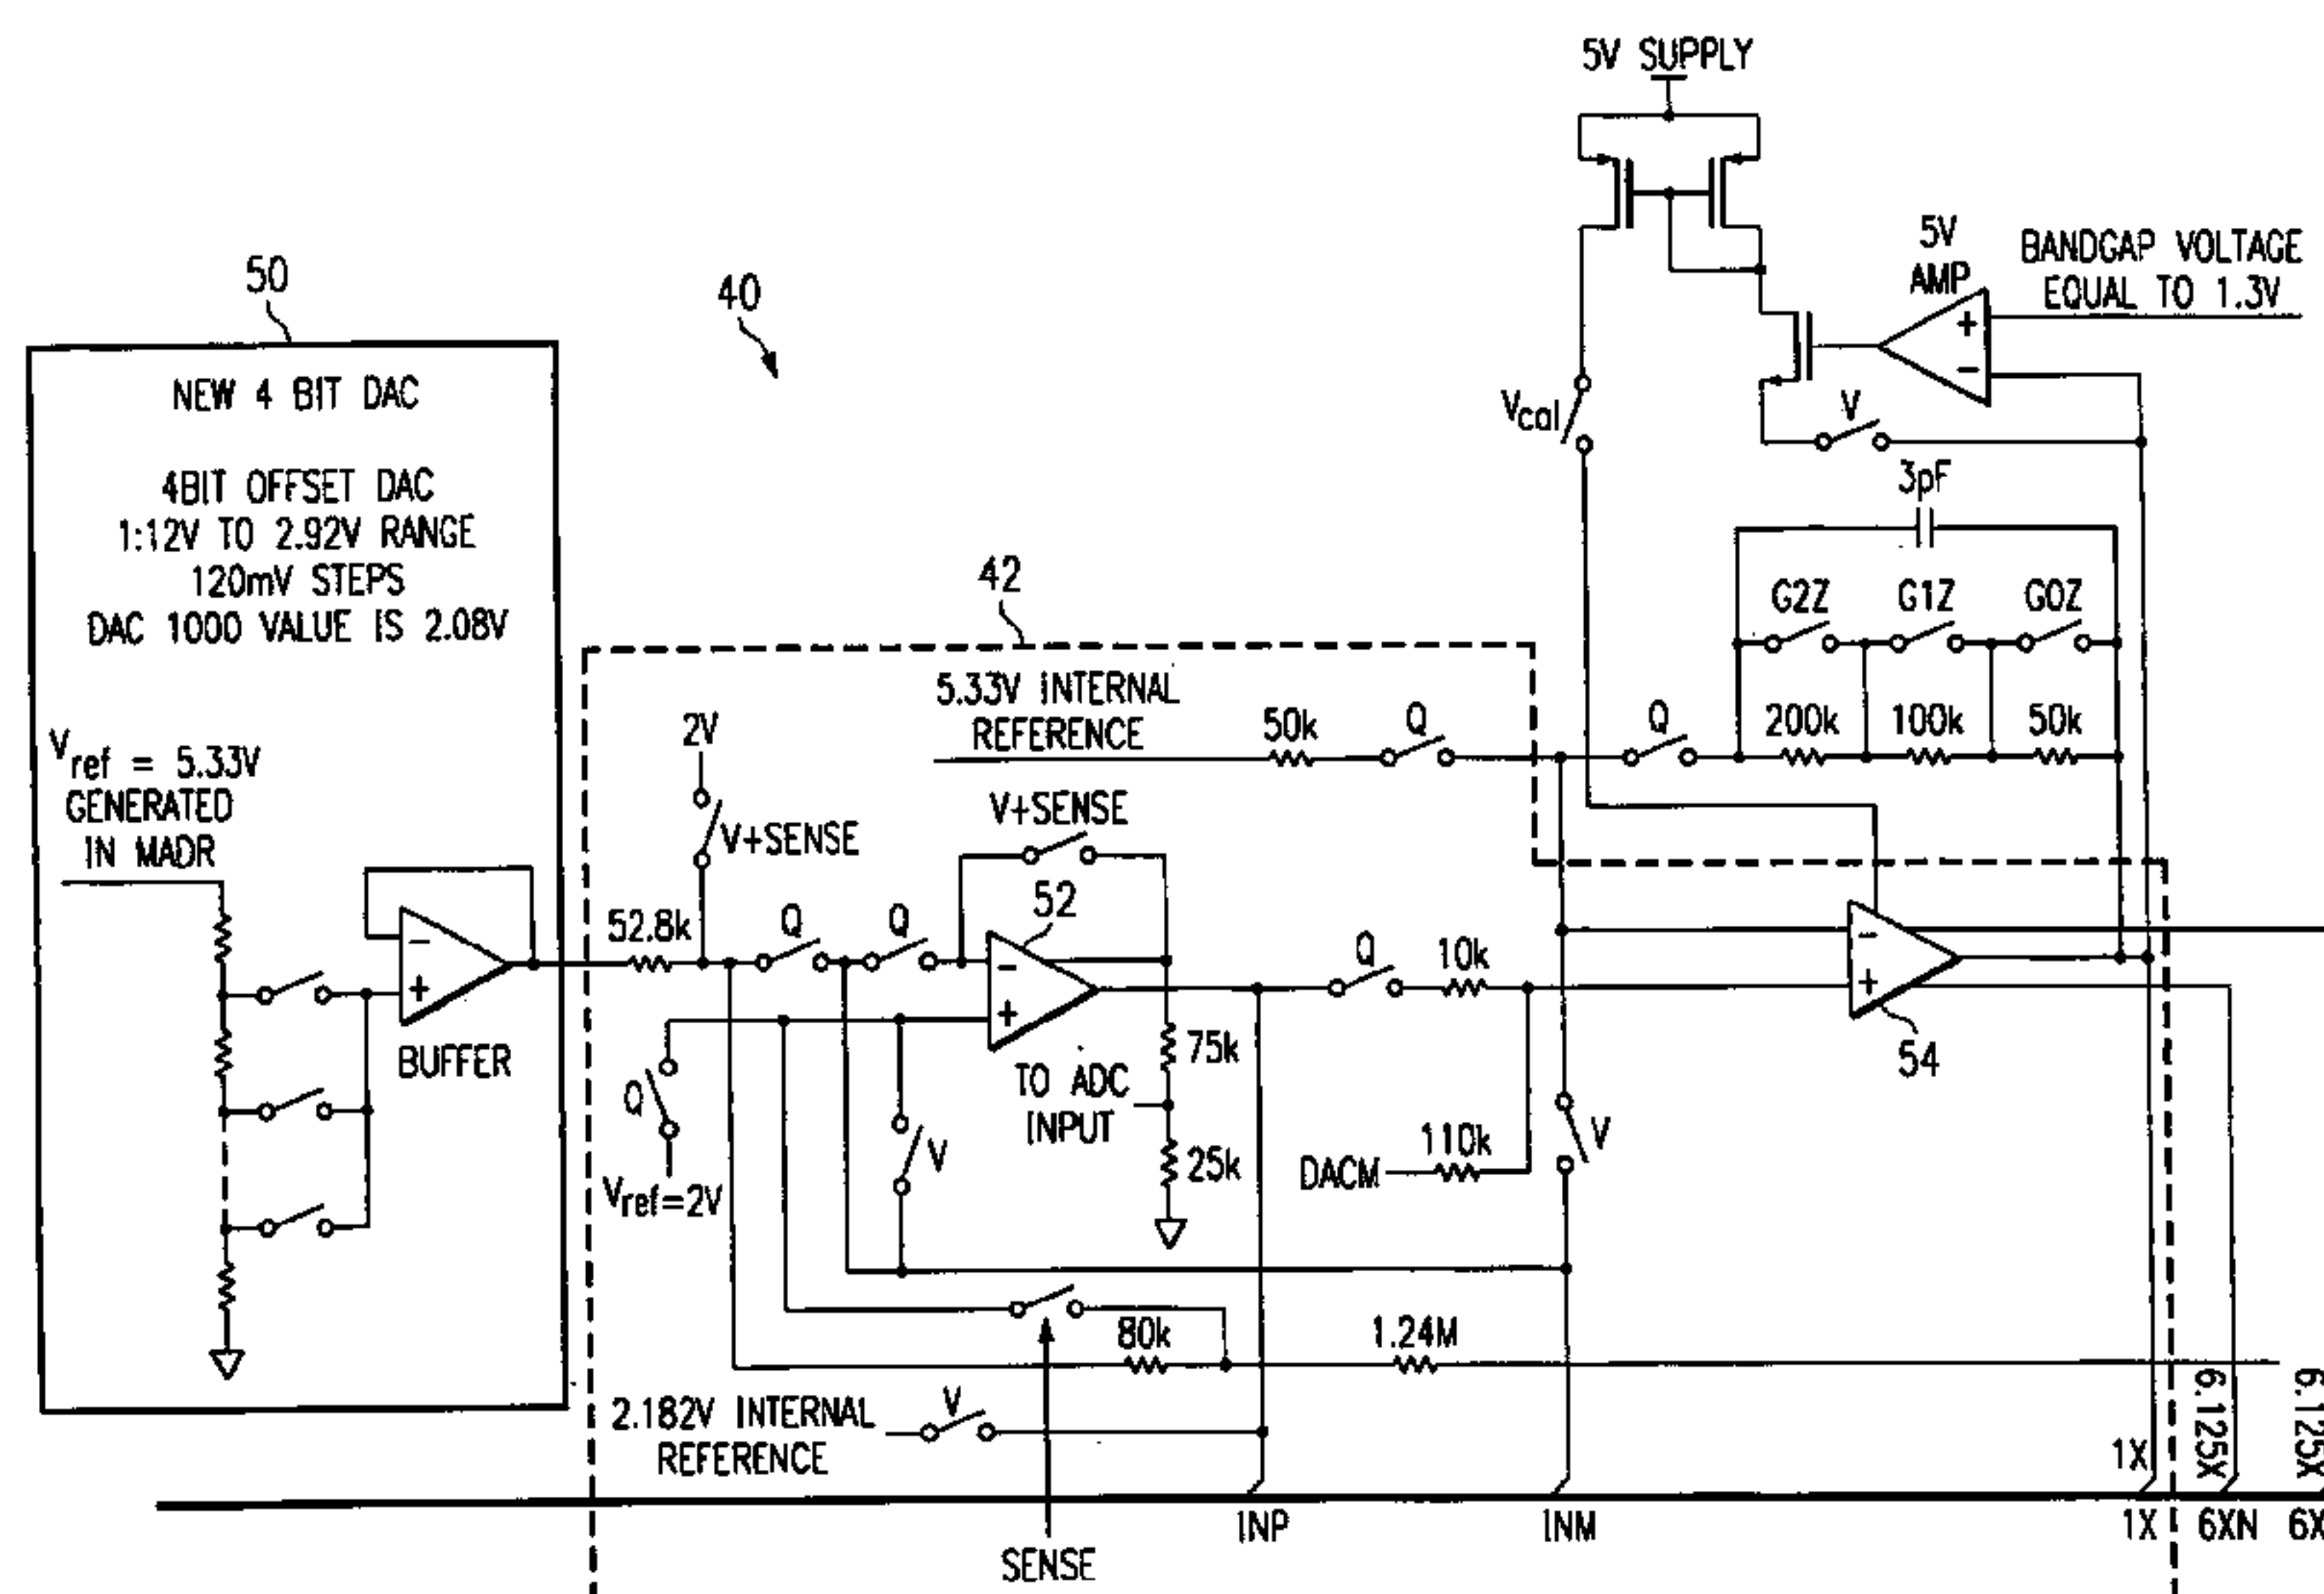 5V SUPPLY
50
40
5V
AMP
BANDGAP VOLTAGE
EQUAL TO 1.3V
+
−
NEW 4 BIT DAC
4BIT OFFSET DAC
1:12V TO 2.92V RANGE
120mV STEPS
DAC 1000 VALUE IS 2.08V
Vcal
V
3pF
42
G2Z
G1Z
G0Z
5.33V INTERNAL
REFERENCE
50k
Q
Q
200k
100k
50k
Vref = 5.33V
GENERATED
IN MADR
2V
V+SENSE
V+SENSE
52
52.8k
Q
Q
−
+
BUFFER
−
+
Q
10k
−
+
54
Q
Vref=2V
V
TO ADC
INPUT
75k
25k
DACM
110k
V
80k
1.24M
2.182V INTERNAL
REFERENCE
V
SENSE
1X
6.125X
6.125X
INP
INM
1X
6XN
6X